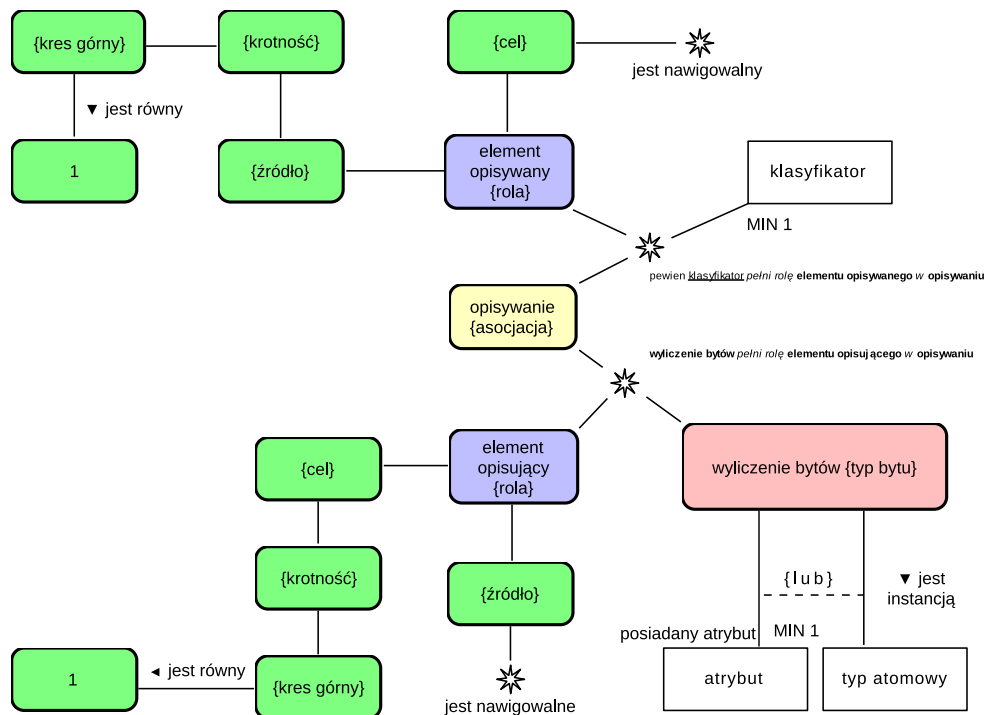 {kres górny}
{krotność}
{cel}
jest nawigowalny
▼ jest równy
1
{źródło}
element
opisywany
{rola}
klasyfikator
MIN 1
pewien klasyfikator pełni rolę elementu opisywanego w opisywaniu
opisywanie
{asocjacja}
wyliczenie bytów pełni rolę elementu opisującego w opisywaniu
{cel}
element
opisujący
{rola}
wyliczenie bytów {typ bytu}
{krotność}
{źródło}
{lub}
▼ jest
instancją
posiadany atrybut
MIN 1
1
◄ jest równy
{kres górny}
jest nawigowalne
atrybut
typ atomowy